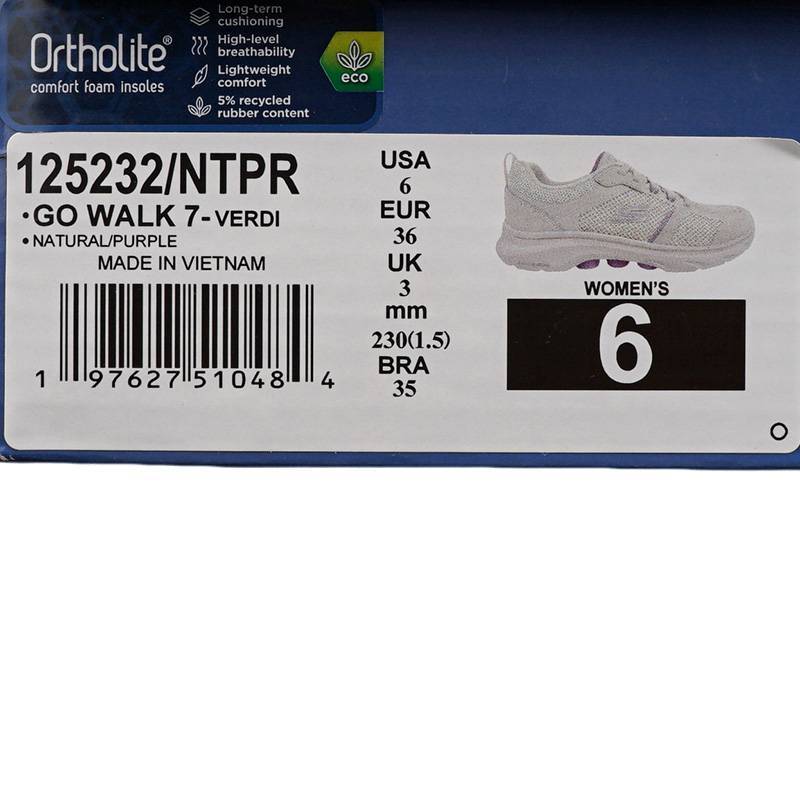 Ortholite®
comfort foam insoles
Long-term
cushioning
High-level
breathability
Lightweight
comfort
5% recycled
rubber content
eco
125232/NTPR
•GO WALK 7-VERDI
•NATURAL/PURPLE
MADE IN VIETNAM
1 97627 51048 4
USA
6
EUR
36
UK
3
mm
230(1.5)
BRA
35
WOMEN'S
6